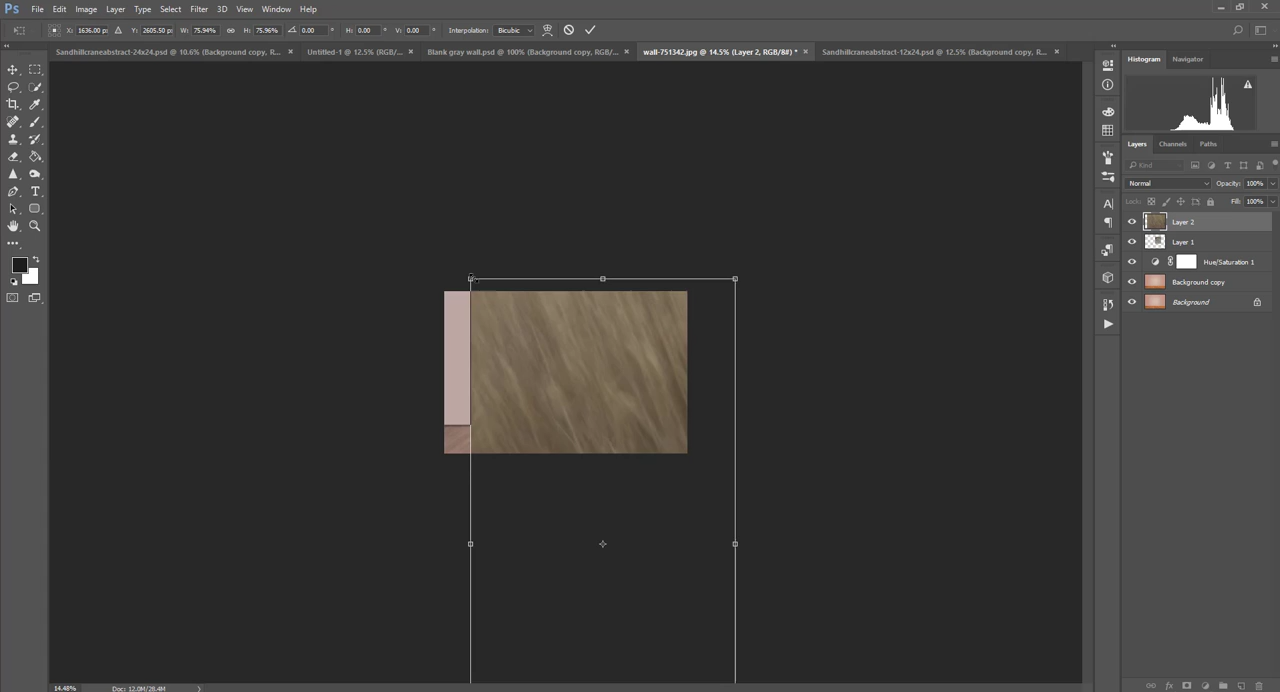 Ps File Edit Image Layer Type Select Filter 3D View Window Help
X: 1636.00 p: Y: 2605.50 p: W: 75.94% H: 75.96% 0.00 ° H: 0.00 ° V: 0.00 ° Interpolation: Bicubic
Sandhillcraneabstract-24x24.psd @ 10.6% (Background copy, R... × Untitled-1 @ 12.5% (RGB/... × Blank gray wall.psd @ 100% (Background copy, RGB/... × wall-751342.jpg @ 14.5% (Layer 2, RGB/8#) * × Sandhillcraneabstract-12x24.psd @ 12.5% (Background copy, R... ×
Histogram Navigator
Layers Channels Paths
Kind
Normal Opacity: 100%
Lock: Fill: 100%
Layer 2
Layer 1
Hue/Saturation 1
Background copy
Background
14.48% Doc: 12.0M/28.4M